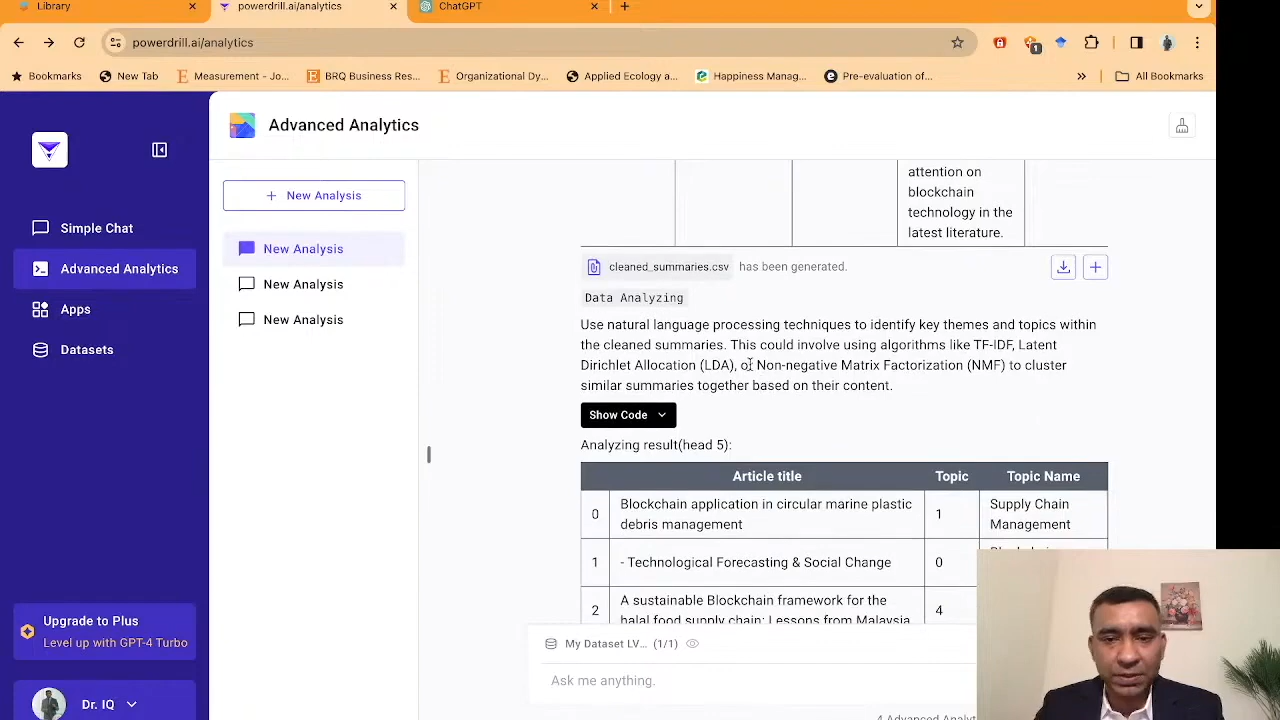 Library
powerdrill.ai/analytics
ChatGPT
powerdrill.ai/analytics
1
Bookmarks
New Tab
Measurement - Jo...
BRQ Business Res...
Organizational Dy...
Applied Ecology a...
Happiness Manag...
Pre-evaluation of...
All Bookmarks
Advanced Analytics
New Analysis
New Analysis
New Analysis
New Analysis
Simple Chat
Advanced Analytics
Apps
Datasets
Upgrade to Plus
Level up with GPT-4 Turbo
Dr. IQ
attention on
blockchain
technology in the
latest literature.
cleaned_summaries.csv has been generated.
Data Analyzing
Use natural language processing techniques to identify key themes and topics within
the cleaned summaries. This could involve using algorithms like TF-IDF, Latent
Dirichlet Allocation (LDA), or Non-negative Matrix Factorization (NMF) to cluster
similar summaries together based on their content.
Show Code
Analyzing result(head 5):
Article title Topic Topic Name
0 Blockchain application in circular marine plastic debris management 1 Supply Chain Management
1 - Technological Forecasting & Social Change 0
2 A sustainable Blockchain framework for the halal food supply chain: Lessons from Malaysia 4
My Dataset LV... (1/1)
Ask me anything.
4 Advanced